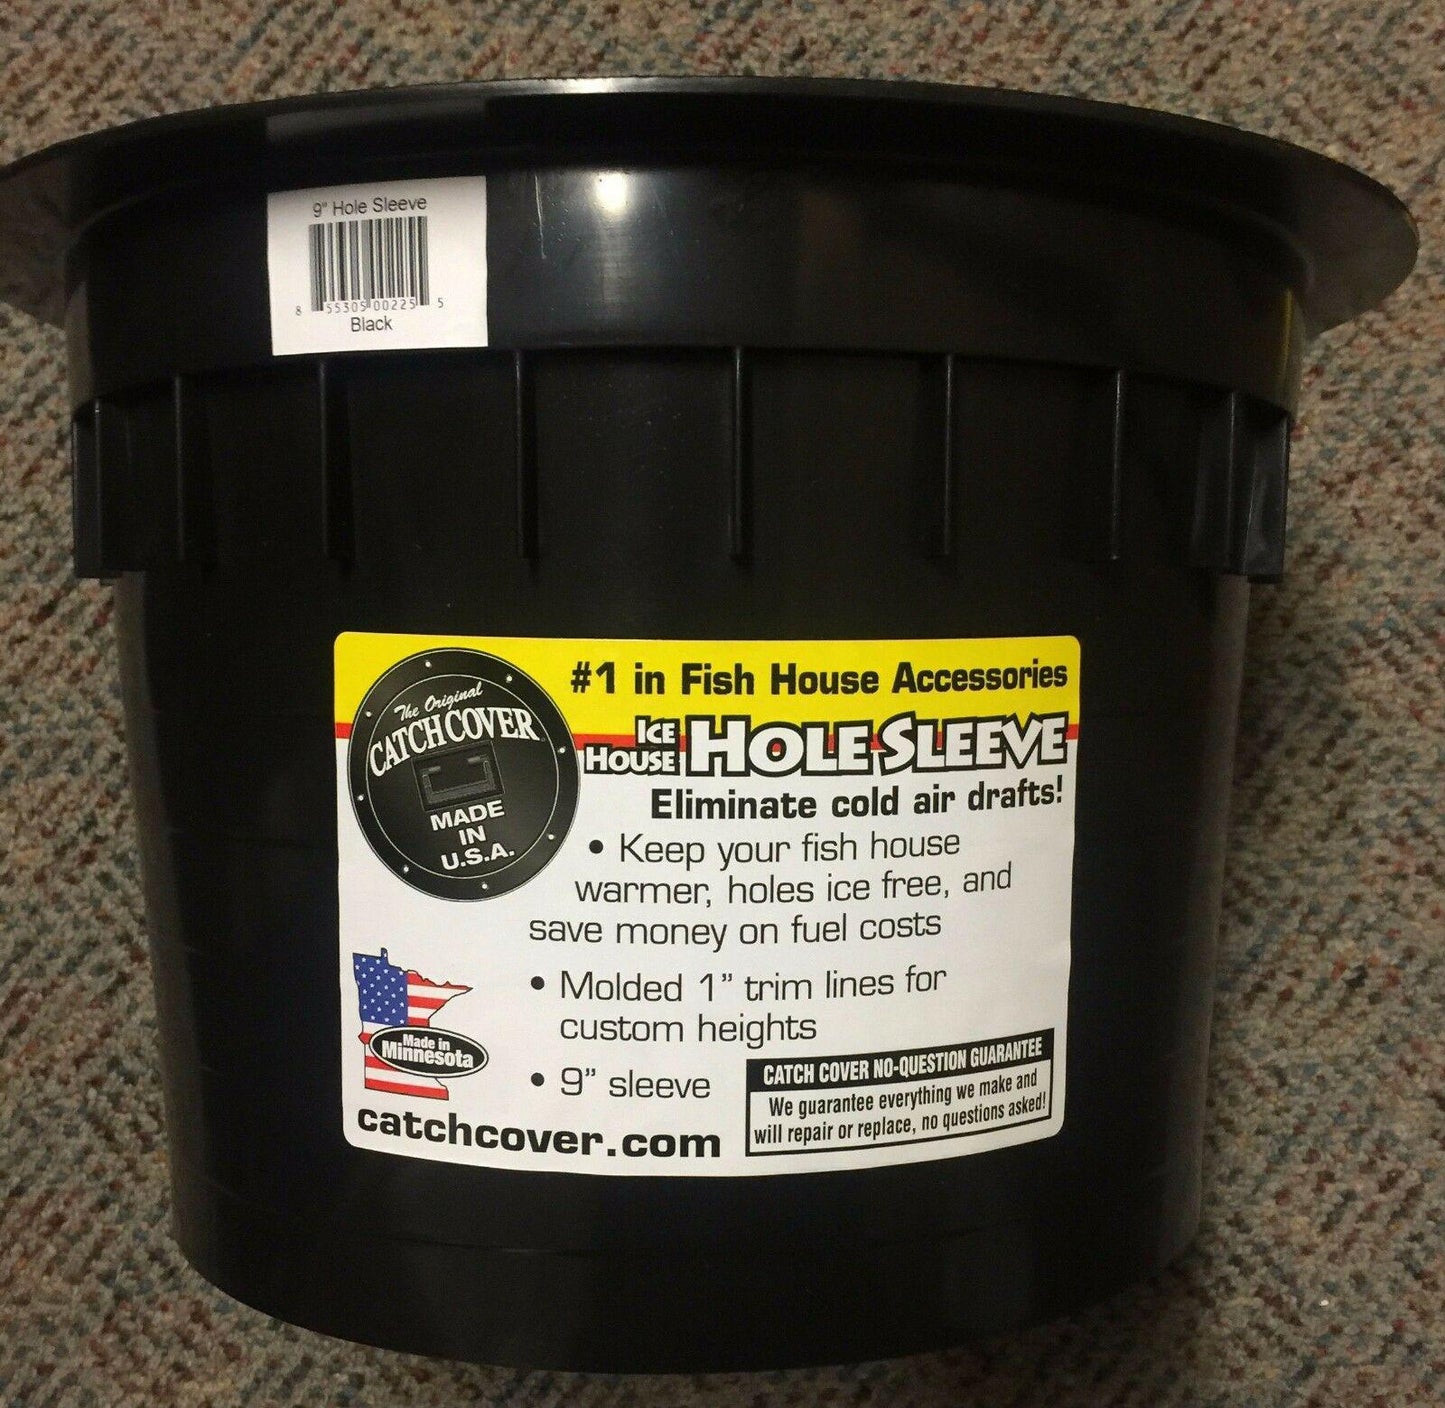 9" Hole Sleeve
8 55305 00225 5
Black
#1 in Fish House Accessories
The Original
CATCH COVER
MADE
IN
U.S.A.
ICE
HOUSE HOLE SLEEVE
Eliminate cold air drafts!
• Keep your fish house
warmer, holes ice free, and
save money on fuel costs
• Molded 1" trim lines for
custom heights
• 9" sleeve
Made in
Minnesota
catchcover.com
CATCH COVER NO-QUESTION GUARANTEE
We guarantee everything we make and
will repair or replace, no questions asked!